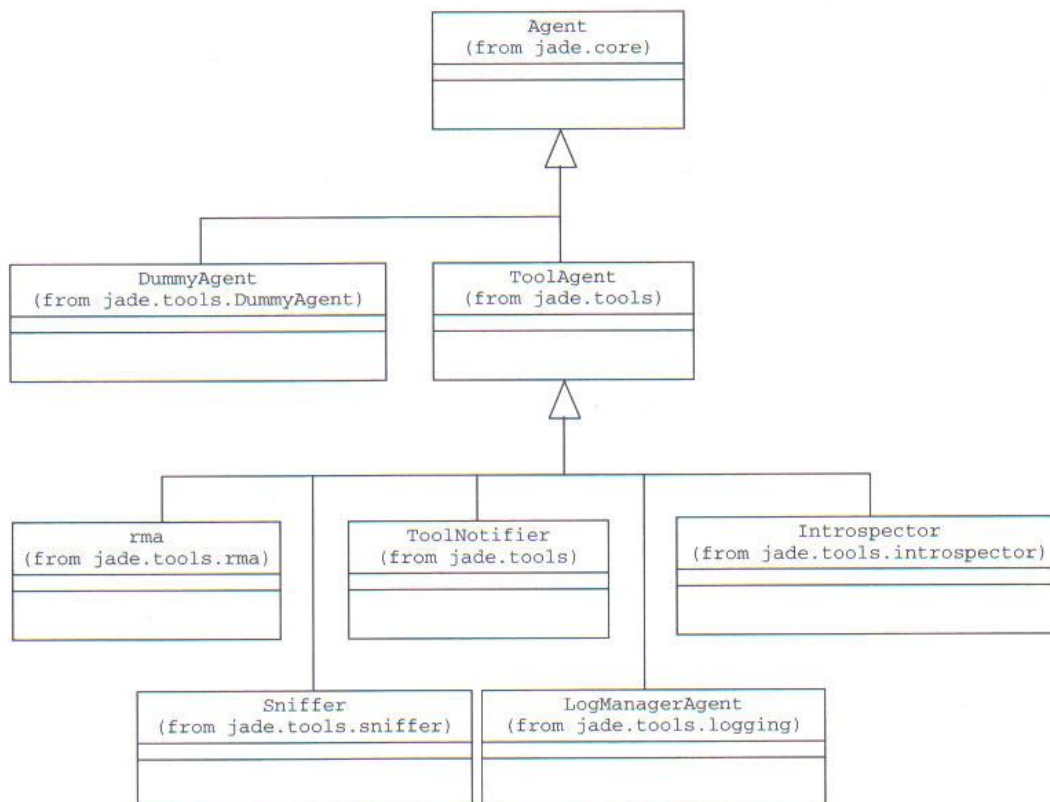 Agent
(from jade.core)
DummyAgent
(from jade.tools.DummyAgent)
ToolAgent
(from jade.tools)
rma
(from jade.tools.rma)
ToolNotifier
(from jade.tools)
Introspector
(from jade.tools.introspector)
Sniffer
(from jade.tools.sniffer)
LogManagerAgent
(from jade.tools.logging)